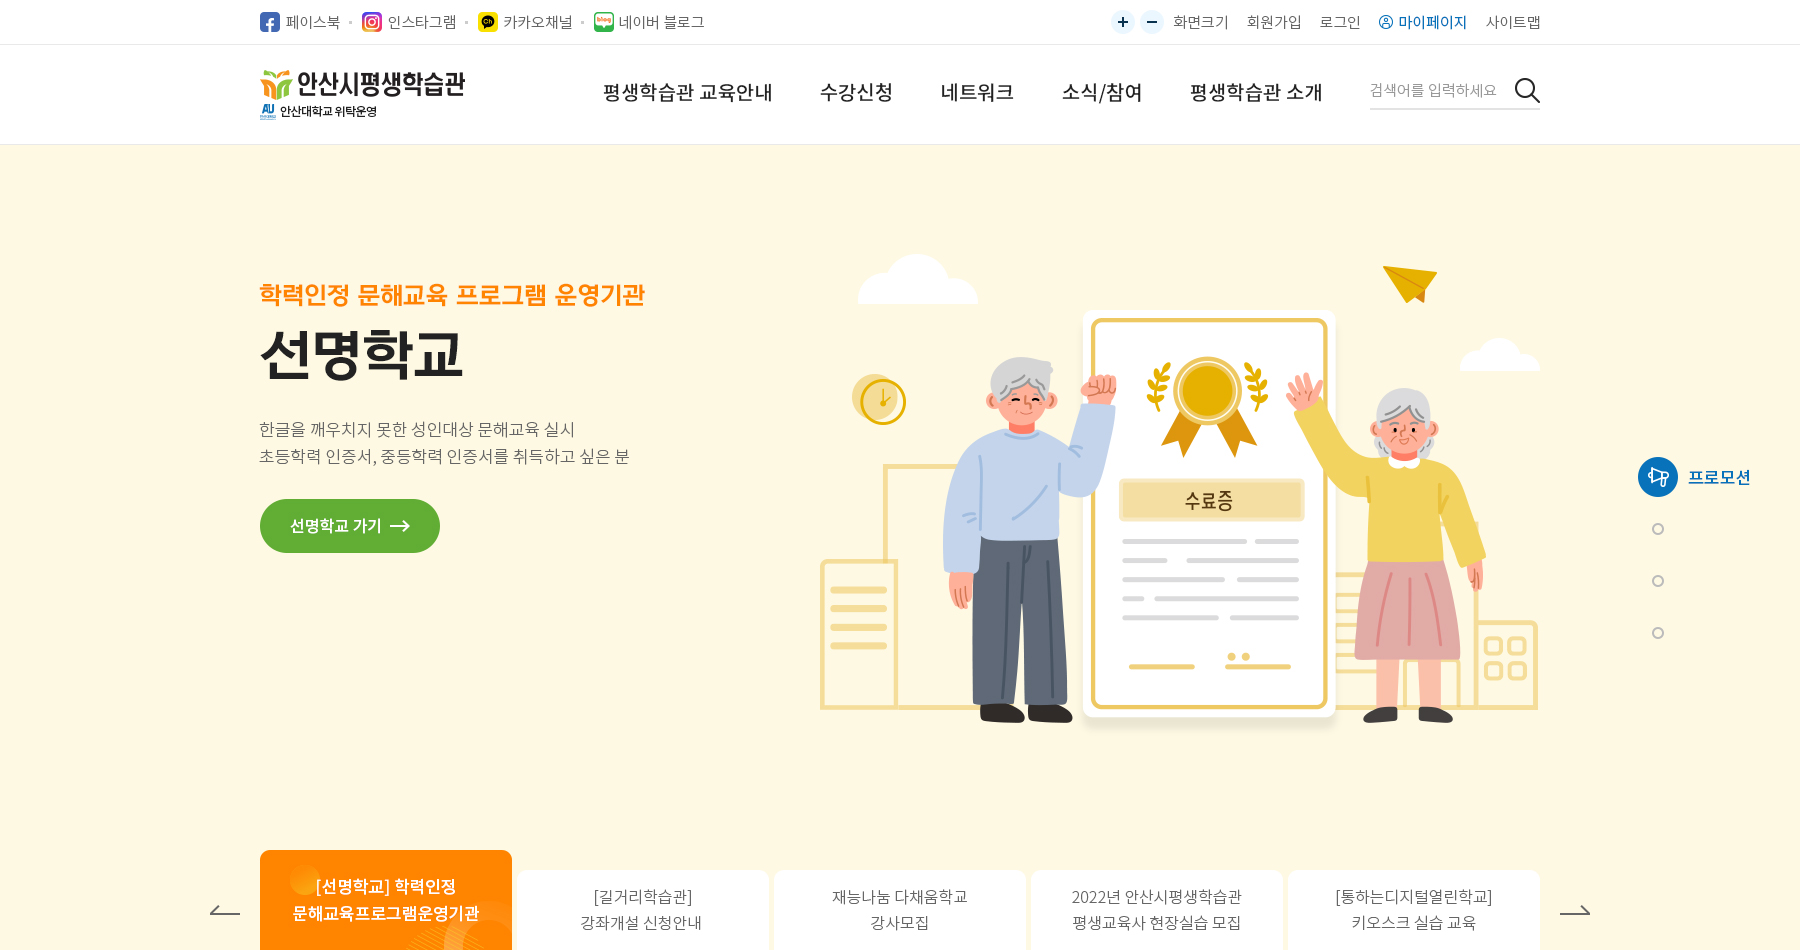 페이스북
인스타그램
카카오채널
네이버 블로그
화면크기
회원가입
로그인
마이페이지
사이트맵
안산시평생학습관
안산대학교 위탁운영
평생학습관 교육안내
수강신청
네트워크
소식/참여
평생학습관 소개
검색어를 입력하세요
학력인정 문해교육 프로그램 운영기관
선명학교
한글을 깨우치지 못한 성인대상 문해교육 실시
초등학력 인증서, 중등학력 인증서를 취득하고 싶은 분
선명학교 가기
수료증
프로모션
[선명학교] 학력인정
문해교육프로그램운영기관
[길거리학습관]
강좌개설 신청안내
재능나눔 다채움학교
강사모집
2022년 안산시평생학습관
평생교육사 현장실습 모집
[통하는디지털열린학교]
키오스크 실습 교육